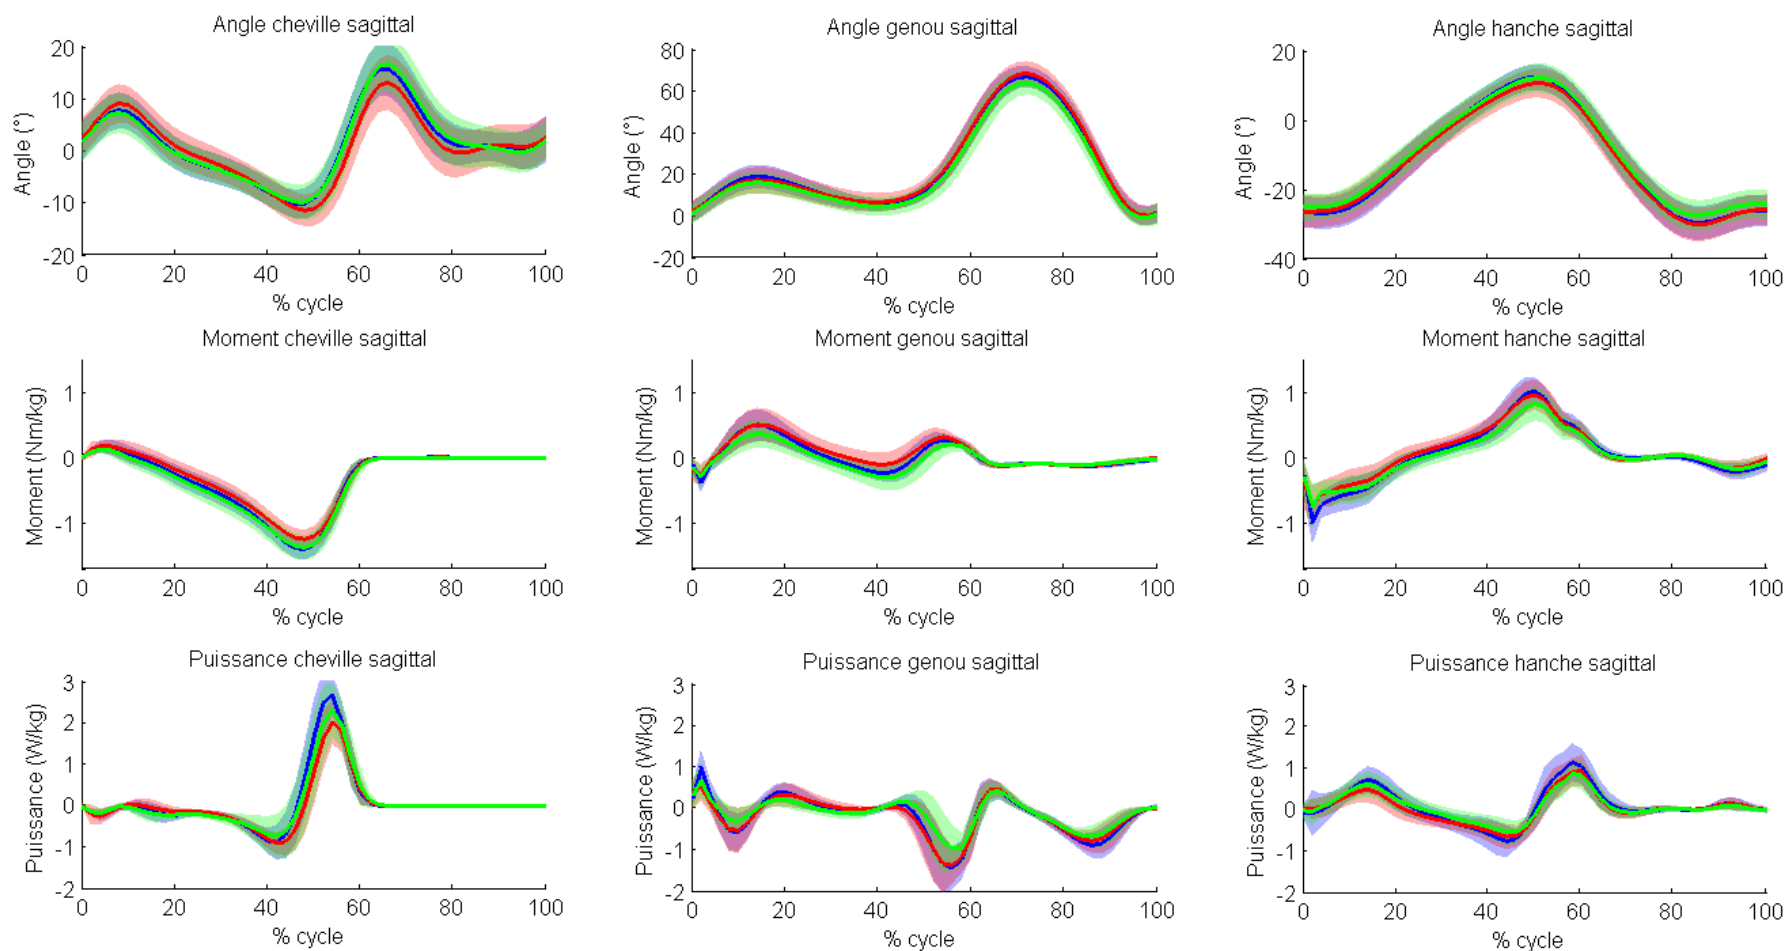 Angle cheville sagittal
Angle genou sagittal
Angle hanche sagittal
Angle (°)
20
10
0
-10
-20
0 20 40 60 80 100
% cycle
Angle (°)
80
60
40
20
0
-20
0 20 40 60 80 100
% cycle
Angle (°)
20
0
-20
-40
0 20 40 60 80 100
% cycle
Moment cheville sagittal
Moment genou sagittal
Moment hanche sagittal
Moment (Nm/kg)
1
0
-1
0 20 40 60 80 100
% cycle
Moment (Nm/kg)
1
0
-1
0 20 40 60 80 100
% cycle
Moment (Nm/kg)
1
0
-1
0 20 40 60 80 100
% cycle
Puissance cheville sagittal
Puissance genou sagittal
Puissance hanche sagittal
Puissance (W/kg)
3
2
1
0
-1
-2
0 20 40 60 80 100
% cycle
Puissance (W/kg)
3
2
1
0
-1
-2
0 20 40 60 80 100
% cycle
Puissance (W/kg)
3
2
1
0
-1
-2
0 20 40 60 80 100
% cycle